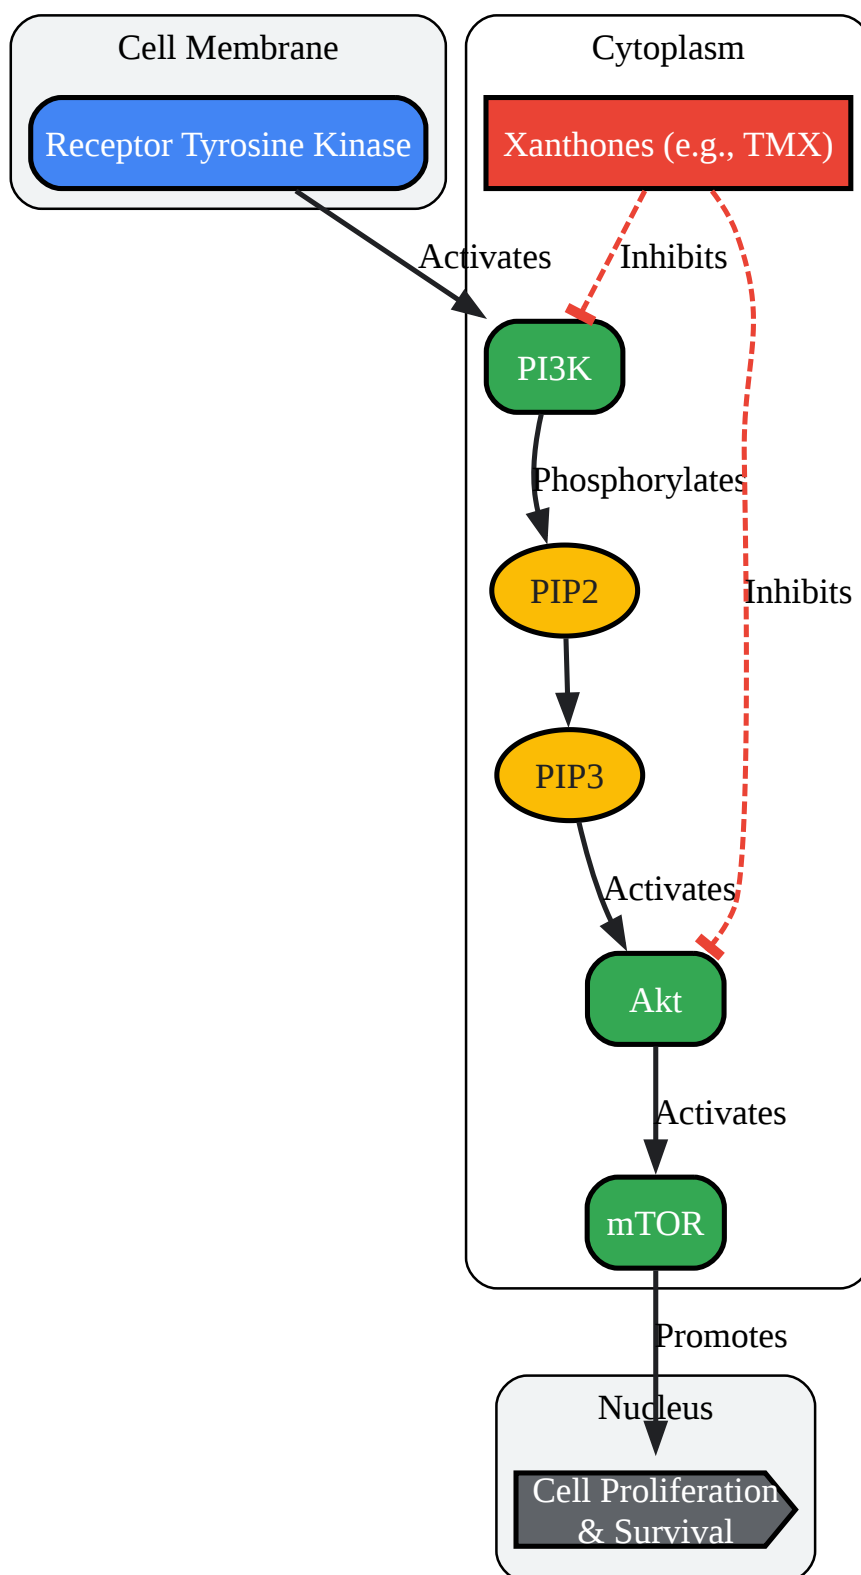 Cell Membrane
Cytoplasm
Receptor Tyrosine Kinase
Xanthones (e.g., TMX)
Activates
Inhibits
PI3K
Phosphorylates
PIP2
Inhibits
PIP3
Activates
Akt
Activates
mTOR
Promotes
Nucleus
Cell Proliferation
& Survival